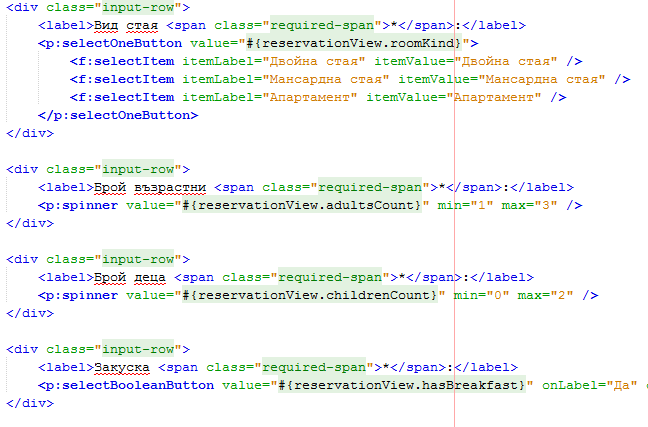 <div class="input-row">
<label>Вид стая <span class="required-span">*</span>:</label>
<p:selectOneButton value="#{reservationView.roomKind}">
<f:selectItem itemLabel="Двойна стая" itemValue="Двойна стая" />
<f:selectItem itemLabel="Мансардна стая" itemValue="Мансардна стая" />
<f:selectItem itemLabel="Апартамент" itemValue="Апартамент" />
</p:selectOneButton>
</div>
<div class="input-row">
<label>Брой възрастни <span class="required-span">*</span>:</label>
<p:spinner value="#{reservationView.adultsCount}" min="1" max="3" />
</div>
<div class="input-row">
<label>Брой деца <span class="required-span">*</span>:</label>
<p:spinner value="#{reservationView.childrenCount}" min="0" max="2" />
</div>
<div class="input-row">
<label>Закуска <span class="required-span">*</span>:</label>
<p:selectBooleanButton value="#{reservationView.hasBreakfast}" onLabel="Да"
</div>